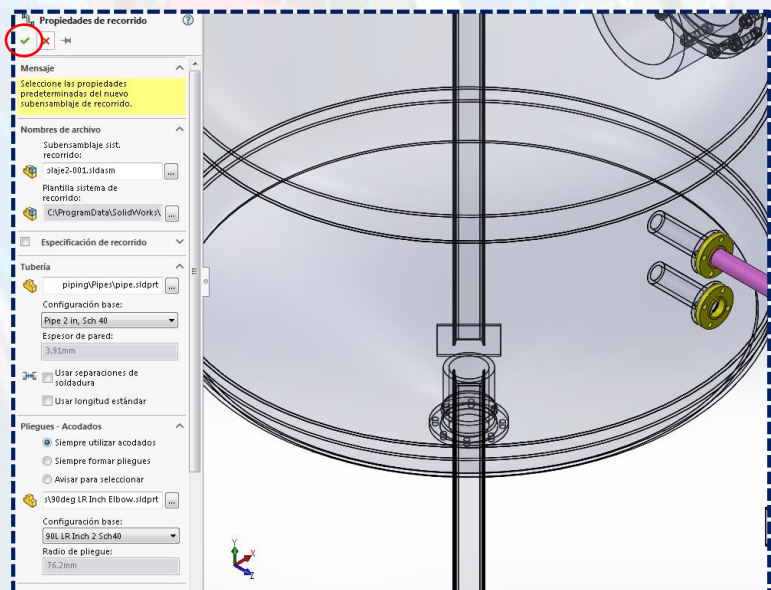 Propiedades de recorrido
Mensaje
Seleccione las propiedades
predeterminadas del nuevo
subensamblaje de recorrido.
Nombres de archivo
Subensamblaje sist.
recorrido:
olaje2-001.sldasm
...
Plantilla sistema de
recorrido:
C:\ProgramData\SolidWorks\
...
Especificación de recorrido
Tubería
piping\Pipes\pipe.sldprt
...
Configuración base:
Pipe 2 in, Sch 40
Espesor de pared:
3.91mm
Usar separaciones de
soldadura
Usar longitud estándar
Pliegues - Acodados
Siempre utilizar acodados
Siempre formar pliegues
Avisar para seleccionar
s\90deg LR Inch Elbow.sldprt
...
Configuración base:
90L LR Inch 2 Sch40
Radio de pliegue:
76.2mm
Y
X
Z